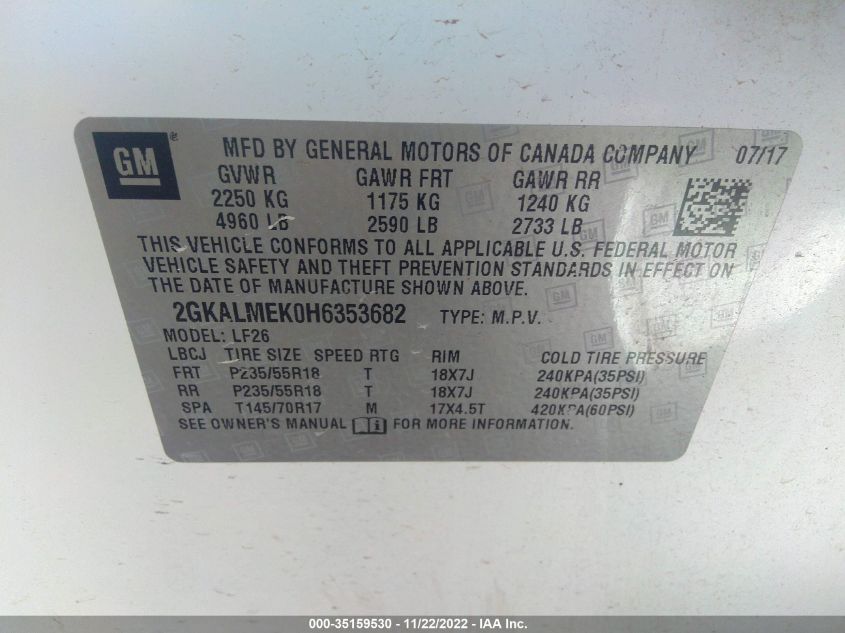 GM ® MFD BY GENERAL MOTORS OF CANADA COMPANY 07/17
GVWR GAWR FRT GAWR RR
2250 KG 1175 KG 1240 KG
4960 LB 2590 LB 2733 LB
THIS VEHICLE CONFORMS TO ALL APPLICABLE U.S. FEDERAL MOTOR
VEHICLE SAFETY AND THEFT PREVENTION STANDARDS IN EFFECT ON
THE DATE OF MANUFACTURE SHOWN ABOVE.
2GKALMEK0H6353682 TYPE: M.P.V.
MODEL: LF26
LBCJ TIRE SIZE SPEED RTG RIM COLD TIRE PRESSURE
FRT P235/55R18 T 18X7J 240KPA(35PSI)
RR P235/55R18 T 18X7J 240KPA(35PSI)
SPA T145/70R17 M 17X4.5T 420KPA(60PSI)
SEE OWNER'S MANUAL FOR MORE INFORMATION.
000-35159530 - 11/22/2022 - IAA Inc.